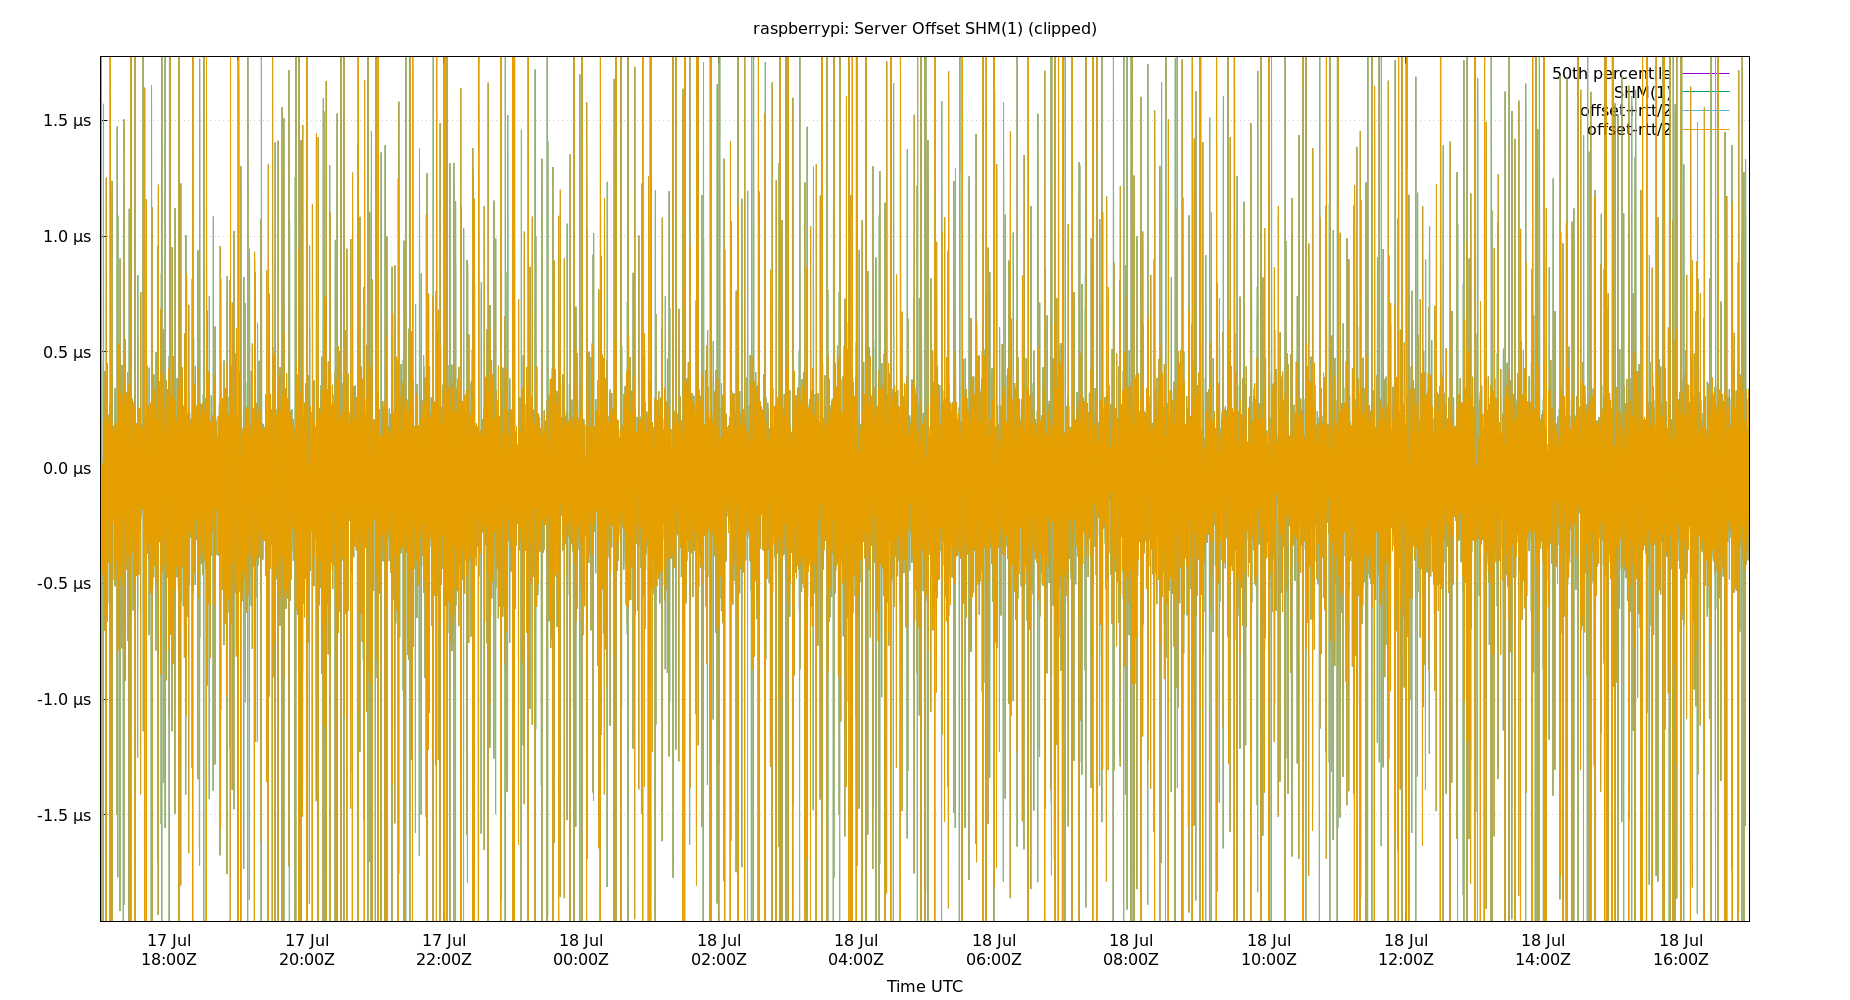 raspberrypi: Server Offset SHM(1) (clipped)
50th percentile
SHM(1)
offset+rtt/2
offset-rtt/2
1.5 µs
1.0 µs
0.5 µs
0.0 µs
-0.5 µs
-1.0 µs
-1.5 µs
17 Jul 17 Jul 17 Jul 18 Jul 18 Jul 18 Jul 18 Jul 18 Jul 18 Jul 18 Jul 18 Jul 18 Jul
18:00Z 20:00Z 22:00Z 00:00Z 02:00Z 04:00Z 06:00Z 08:00Z 10:00Z 12:00Z 14:00Z 16:00Z
Time UTC